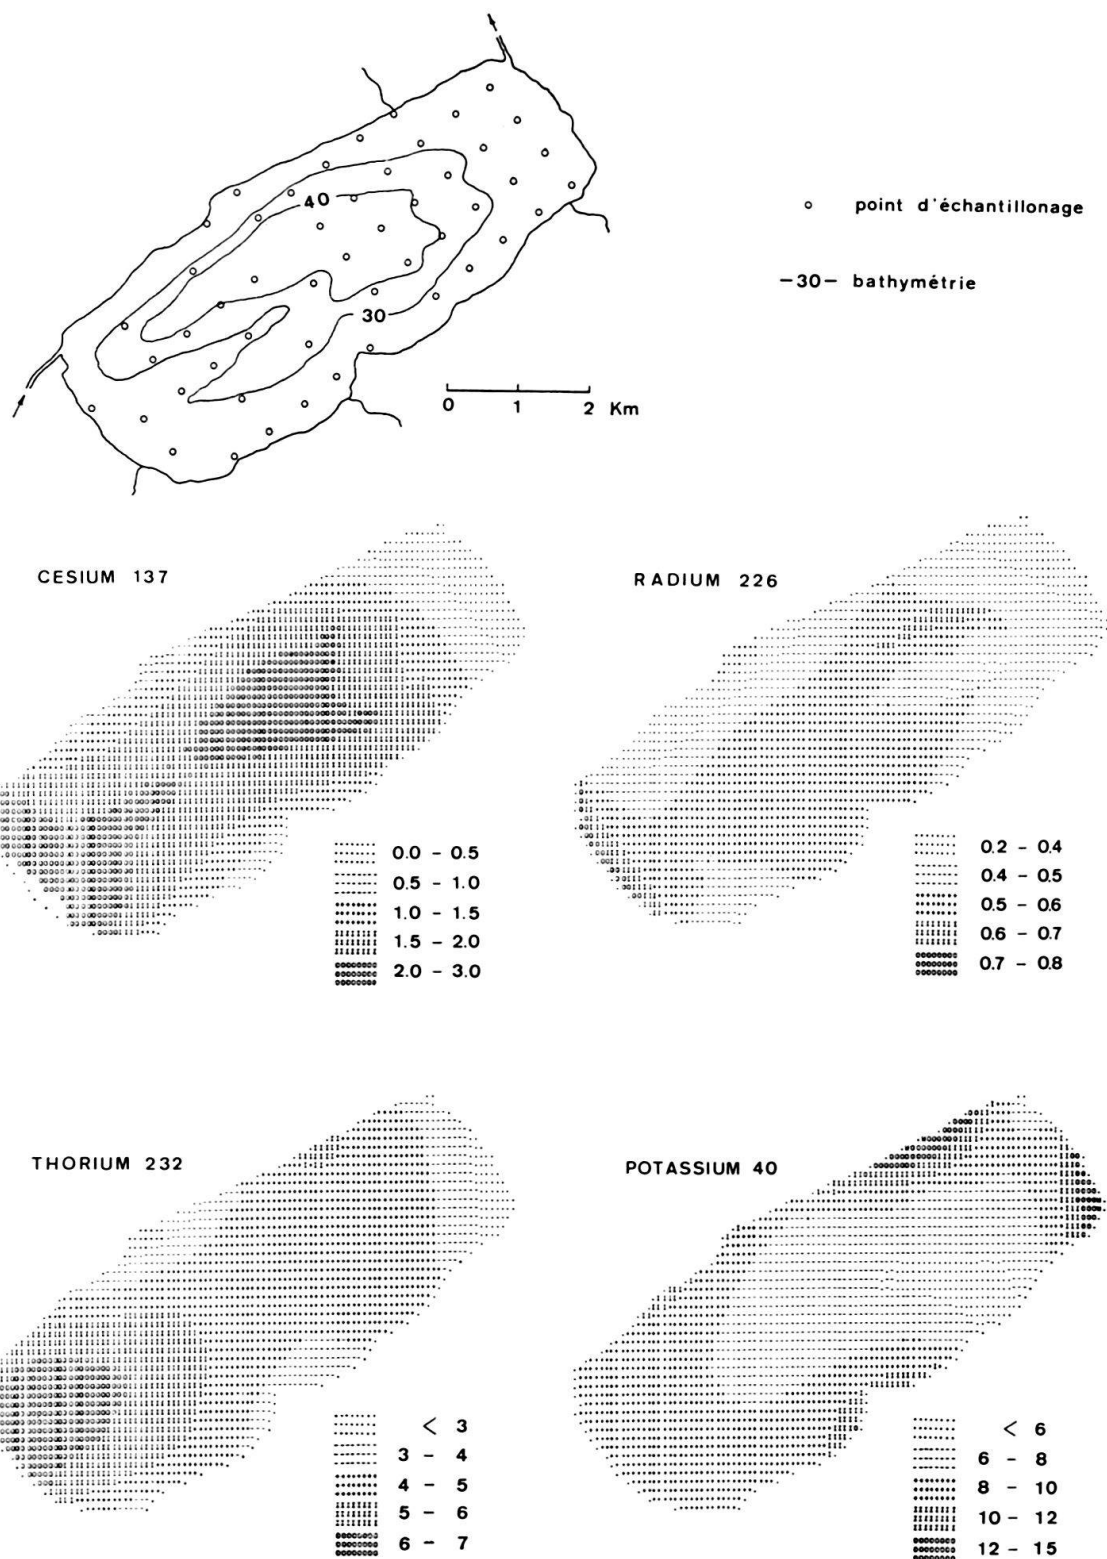 40
30
o point d'échantillonage
-30- bathymétrie
0 1 2 Km
CESIUM 137
0.0 - 0.5
0.5 - 1.0
1.0 - 1.5
1.5 - 2.0
2.0 - 3.0
RADIUM 226
0.2 - 0.4
0.4 - 0.5
0.5 - 0.6
0.6 - 0.7
0.7 - 0.8
THORIUM 232
< 3
3 - 4
4 - 5
5 - 6
6 - 7
POTASSIUM 40
< 6
6 - 8
8 - 10
10 - 12
12 - 15